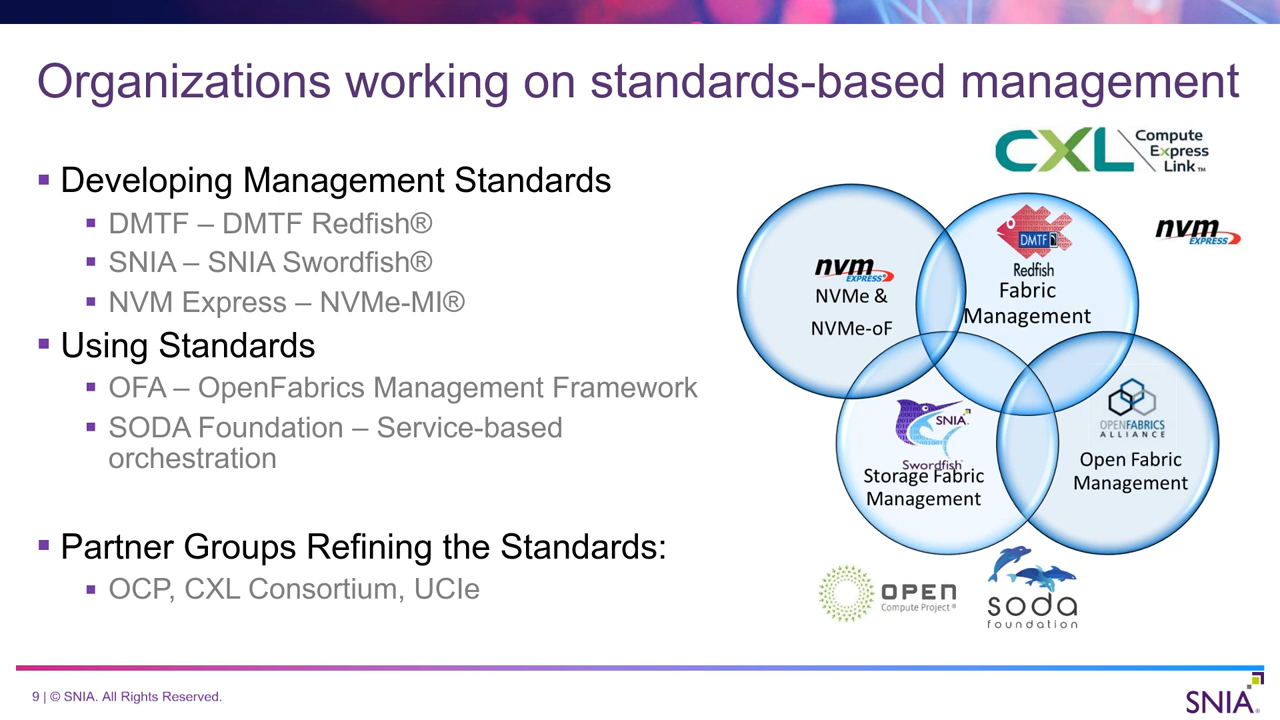 Organizations working on standards-based management
▪ Developing Management Standards
▪ DMTF – DMTF Redfish®
▪ SNIA – SNIA Swordfish®
▪ NVM Express – NVMe-MI®
▪ Using Standards
▪ OFA – OpenFabrics Management Framework
▪ SODA Foundation – Service-based
orchestration
▪ Partner Groups Refining the Standards:
▪ OCP, CXL Consortium, UCIe
CXL
Compute
Express
Link™
nvm
EXPRESS
nvm
EXPRESS®
NVMe &
NVMe-oF
DMTF
Redfish
Fabric
Management
SNIA
Swordfish
Storage Fabric
Management
OPENFABRICS
ALLIANCE
Open Fabric
Management
OPEN
Compute Project®
soda
foundation
9 | © SNIA. All Rights Reserved.
SNIA®